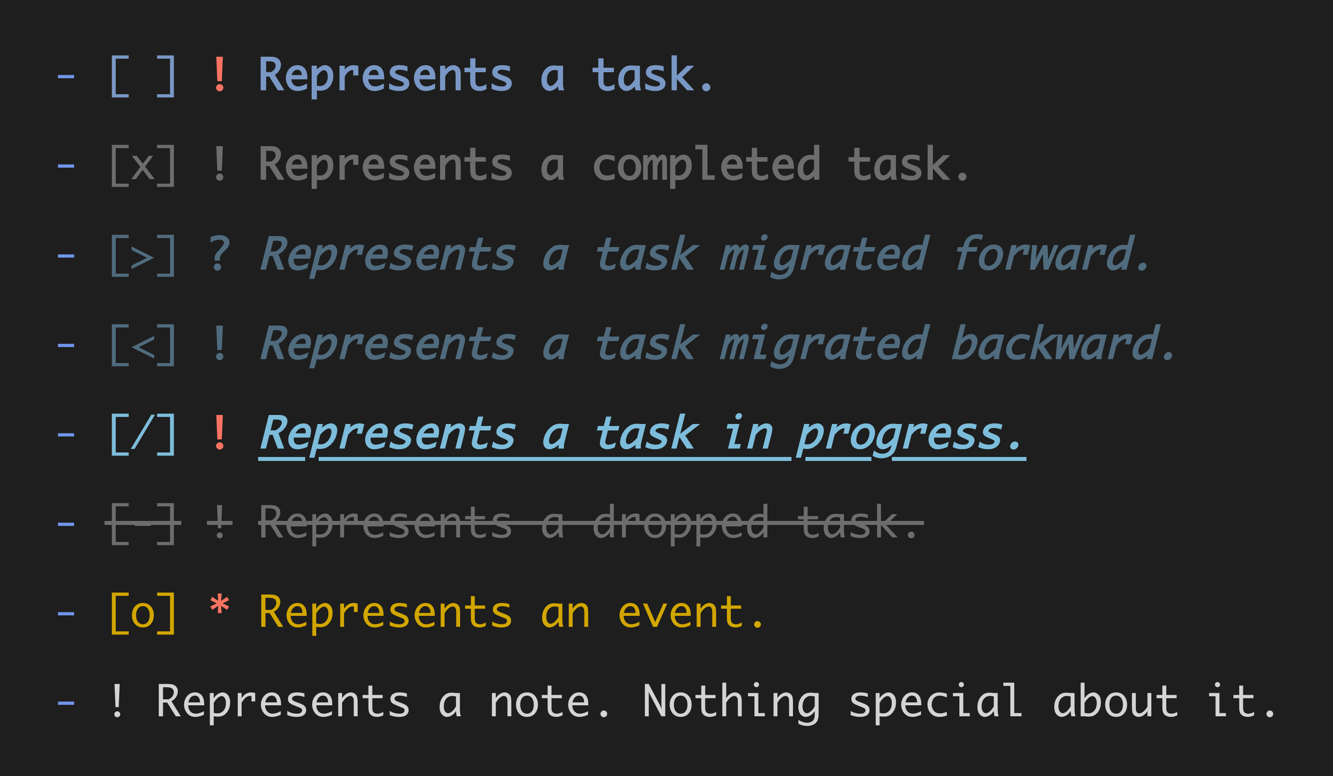 - [ ] ! Represents a task.
- [x] ! Represents a completed task.
- [>] ? Represents a task migrated forward.
- [<] ! Represents a task migrated backward.
- [/] ! Represents a task in progress.
- [-] ! Represents a dropped task.
- [o] * Represents an event.
- ! Represents a note. Nothing special about it.